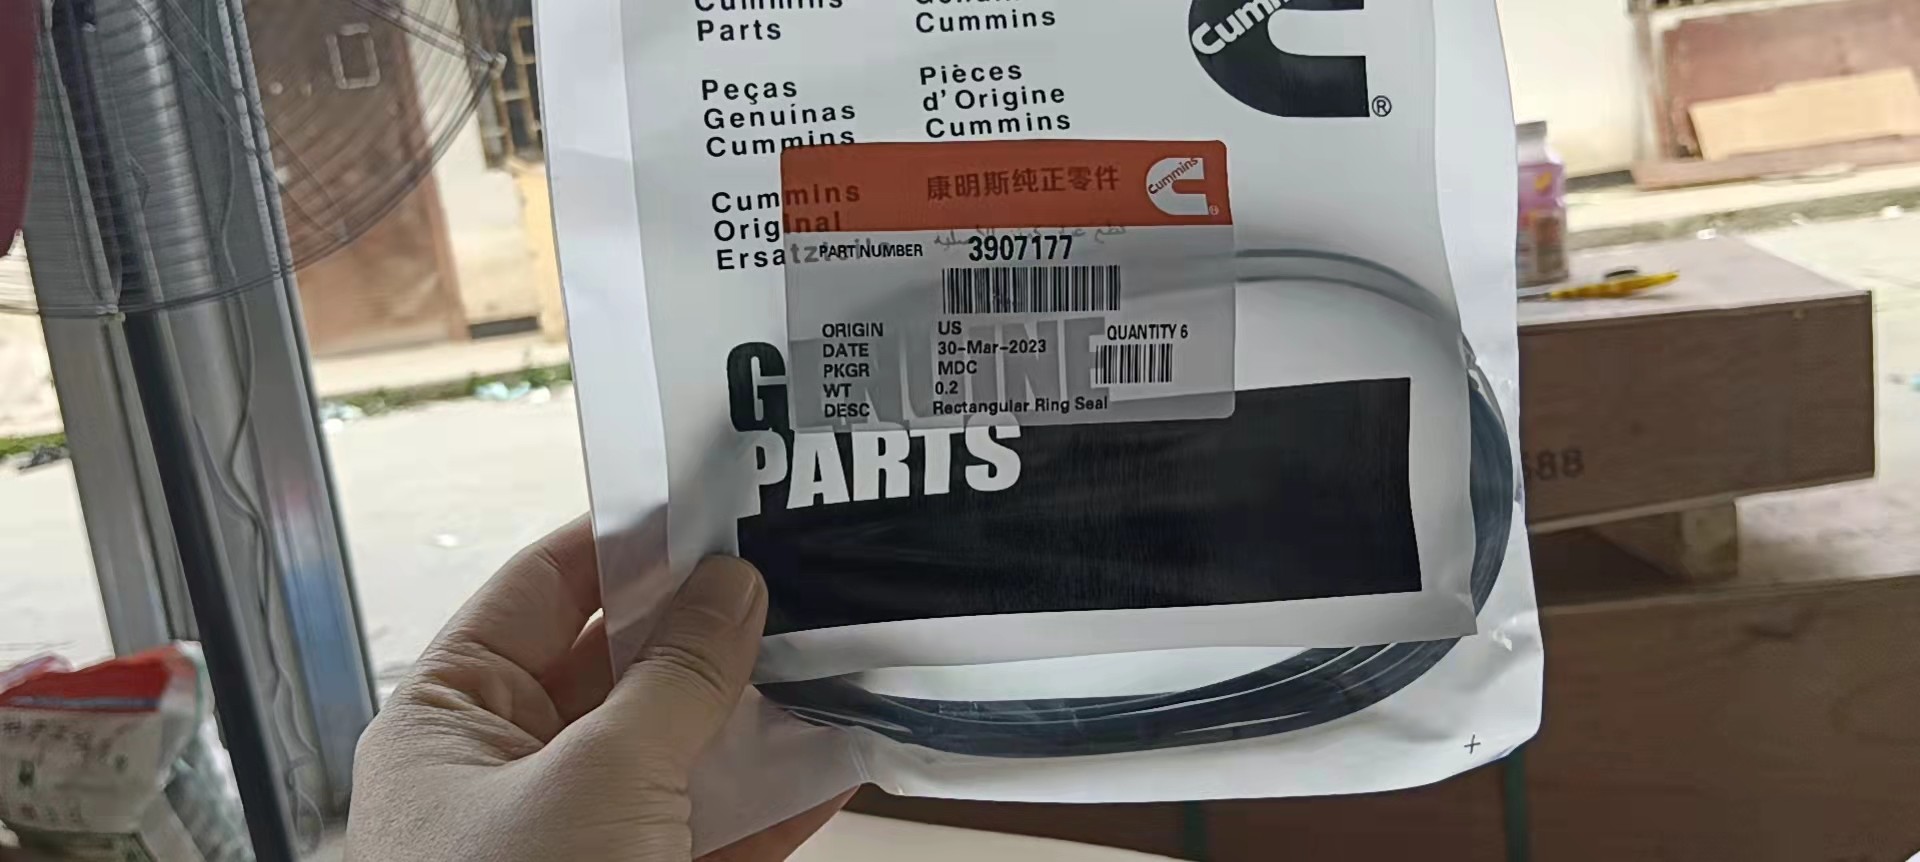 Cummins
Parts
Cummins
Peças
Genuínas
Cummins
Pièces
d'Origine
Cummins
Cummins
Original
Cummins
®
康明斯纯正零件
Cummins
®
PART NUMBER 3907177
ORIGIN US
QUANTITY 6
DATE 30-Mar-2023
PKGR MDC
WT 0.2
DESC Rectangular Ring Seal
GENUINE
PARTS
+